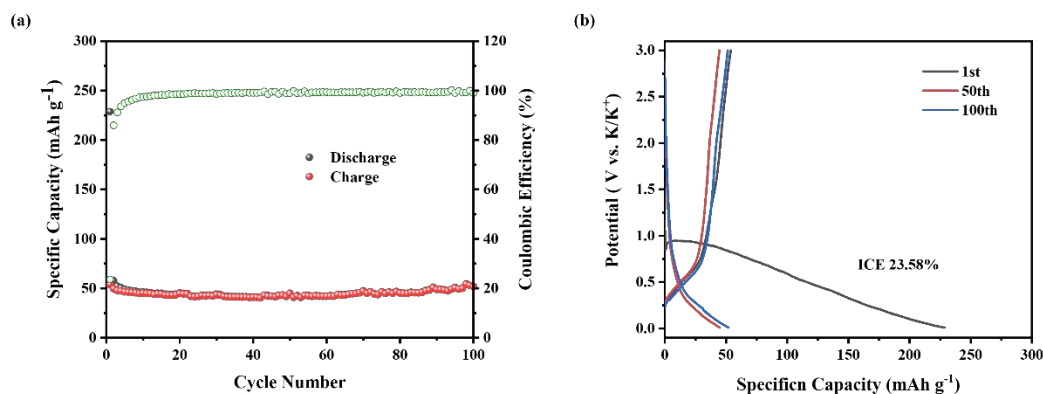 (a)
300
250
200
150
100
50
0
Specific Capacity (mAh g⁻¹)
120
100
80
60
40
20
0
Coulombic Efficiency (%)
Discharge
Charge
0 20 40 60 80 100
Cycle Number
(b)
3.0
2.5
2.0
1.5
1.0
0.5
0.0
Potential ( V vs. K/K⁺)
1st
50th
100th
ICE 23.58%
0 50 100 150 200 250 300
Specificn Capacity (mAh g⁻¹)